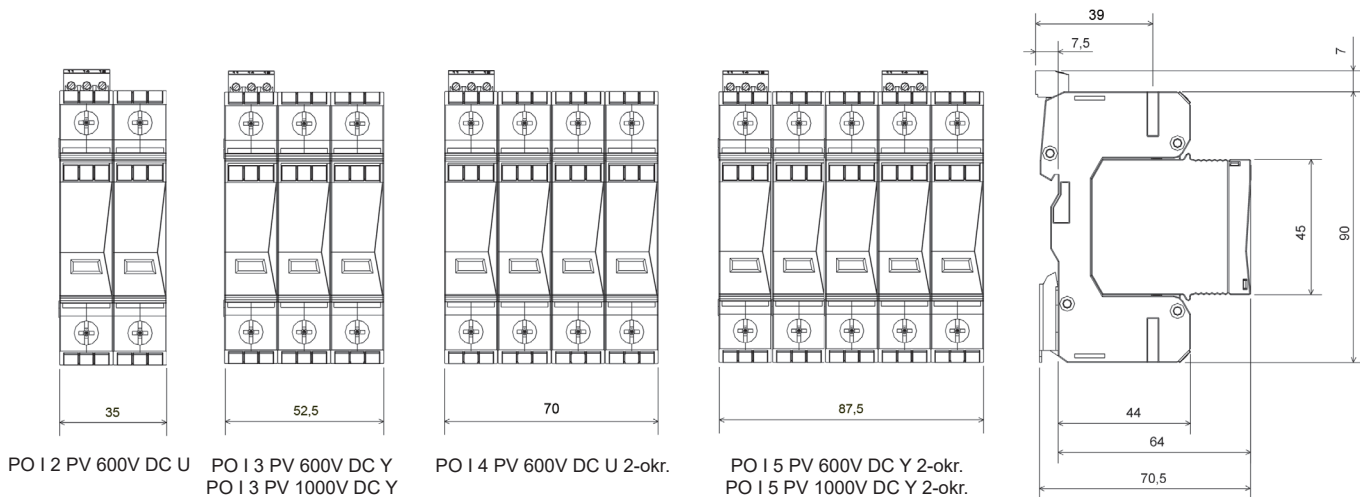 39
7,5
7
45
90
35
52,5
70
87,5
44
64
70,5
PO I 2 PV 600V DC U
PO I 3 PV 600V DC Y
PO I 3 PV 1000V DC Y
PO I 4 PV 600V DC U 2-okr.
PO I 5 PV 600V DC Y 2-okr.
PO I 5 PV 1000V DC Y 2-okr.